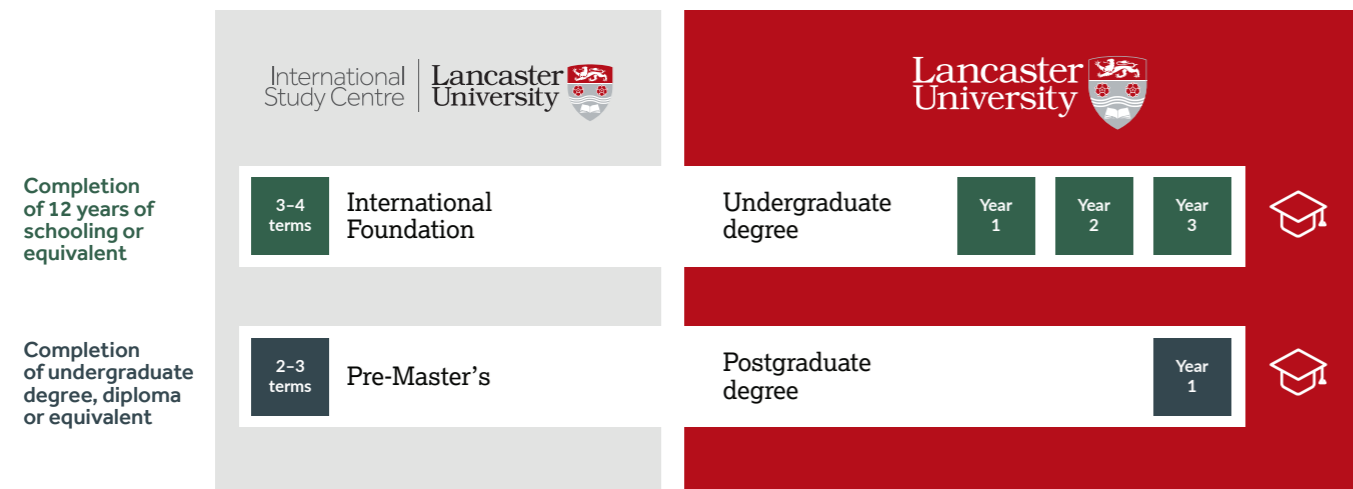 International
Study Centre
Lancaster
University
Lancaster
University
Completion
of 12 years of
schooling or
equivalent
3–4
terms
International
Foundation
Undergraduate
degree
Year
1
Year
2
Year
3
Completion
of undergraduate
degree, diploma
or equivalent
2–3
terms
Pre-Master’s
Postgraduate
degree
Year
1